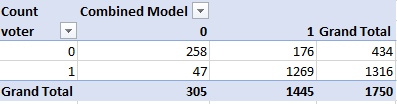 Count Combined Model
voter 0 1 Grand Total
0 258 176 434
1 47 1269 1316
Grand Total 305 1445 1750